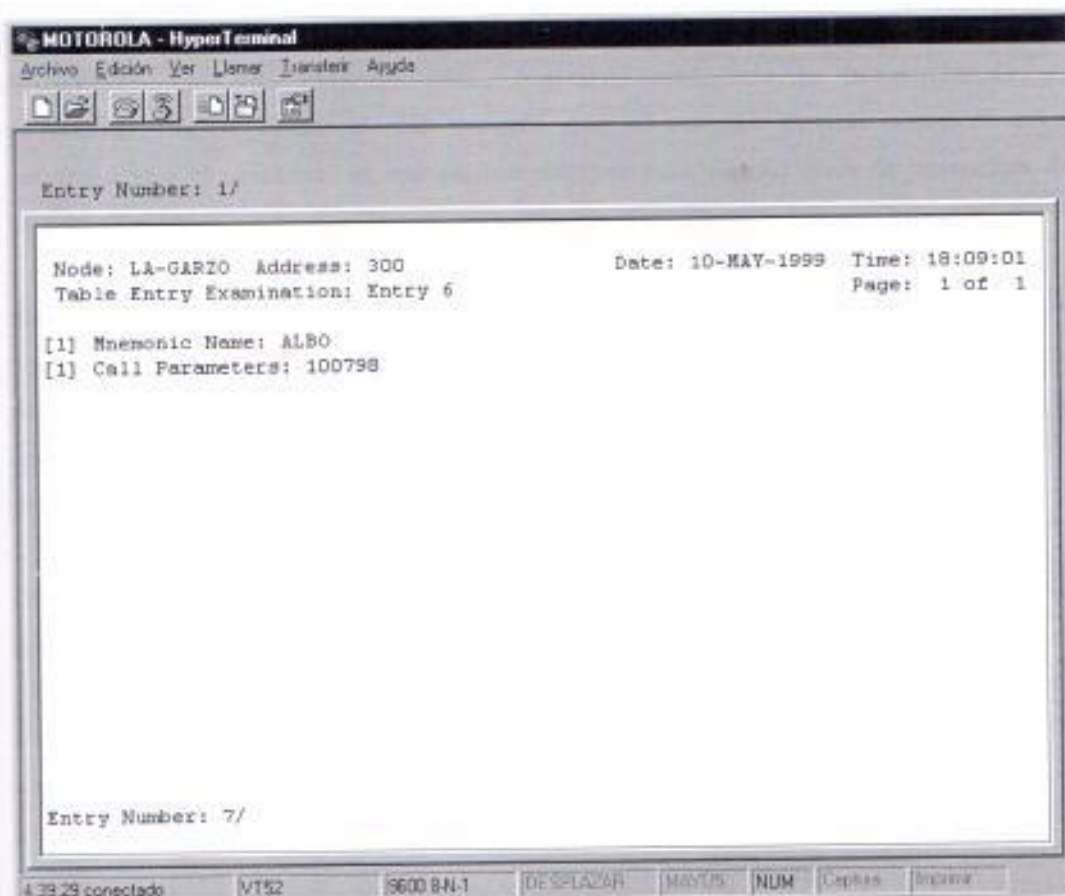 MOTOROLA - HyperTerminal
Archivo Edición Ver Llamar Transferir Ayuda
Entry Number: 1/
Node: LA-GARZO Address: 300 Date: 10-MAY-1999 Time: 18:09:01
Table Entry Examination: Entry 6 Page: 1 of 1
[1] Mnemonic Name: ALBO
[1] Call Parameters: 100798
Entry Number: 7/
4.39.29 conectado VT52 9600 8-N-1 DESPLAZAR MAYÚS NUM Capturar Imprimir